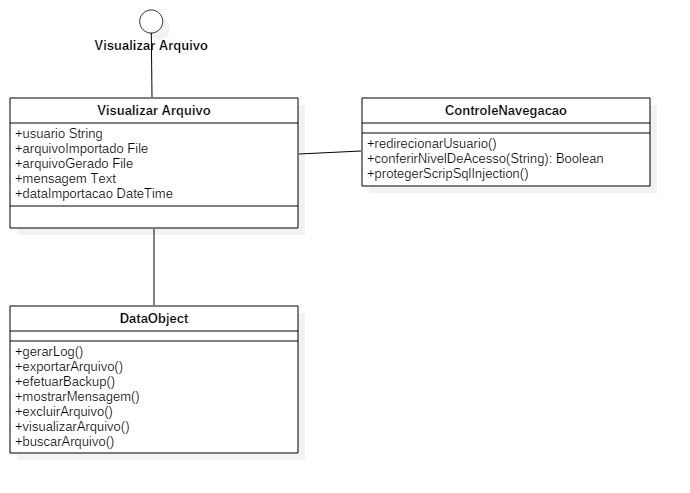 Visualizar Arquivo
Visualizar Arquivo
+usuario String
+arquivoImportado File
+arquivoGerado File
+mensagem Text
+dataImportacao DateTime
ControleNavegacao
+redirecionarUsuario()
+conferirNivelDeAcesso(String): Boolean
+protegerScripSqlInjection()
DataObject
+gerarLog()
+exportarArquivo()
+efetuarBackup()
+mostrarMensagem()
+excluirArquivo()
+visualizarArquivo()
+buscarArquivo()